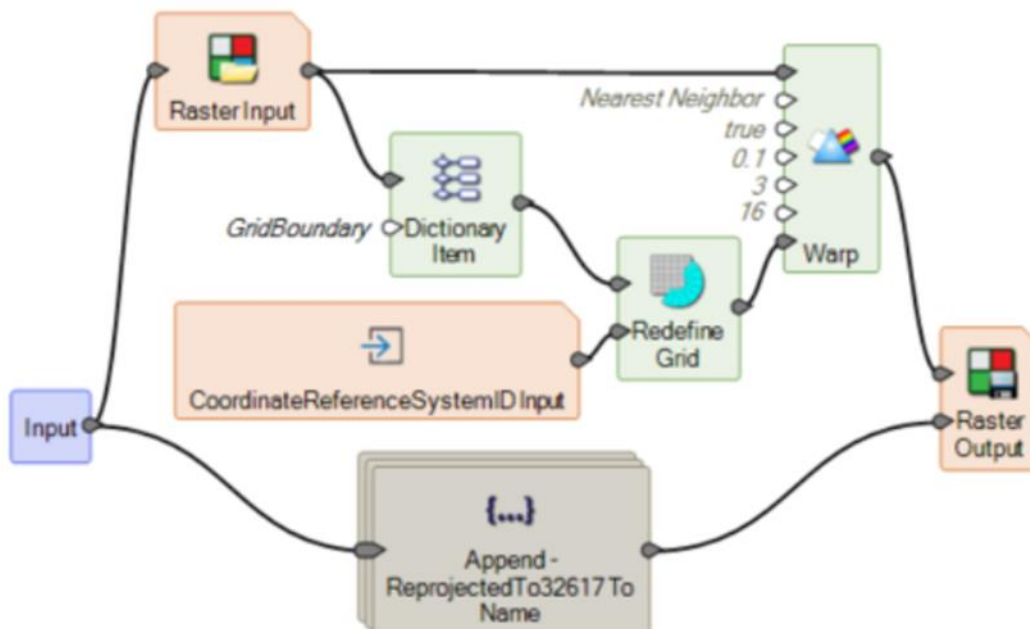 Raster Input
Nearest Neighbor
true
0.1
3
16
Warp
GridBoundary
Dictionary
Item
Redefine
Grid
CoordinateReferenceSystemID Input
Input
Raster
Output
{...}
Append -
ReprojectedTo32617 To
Name